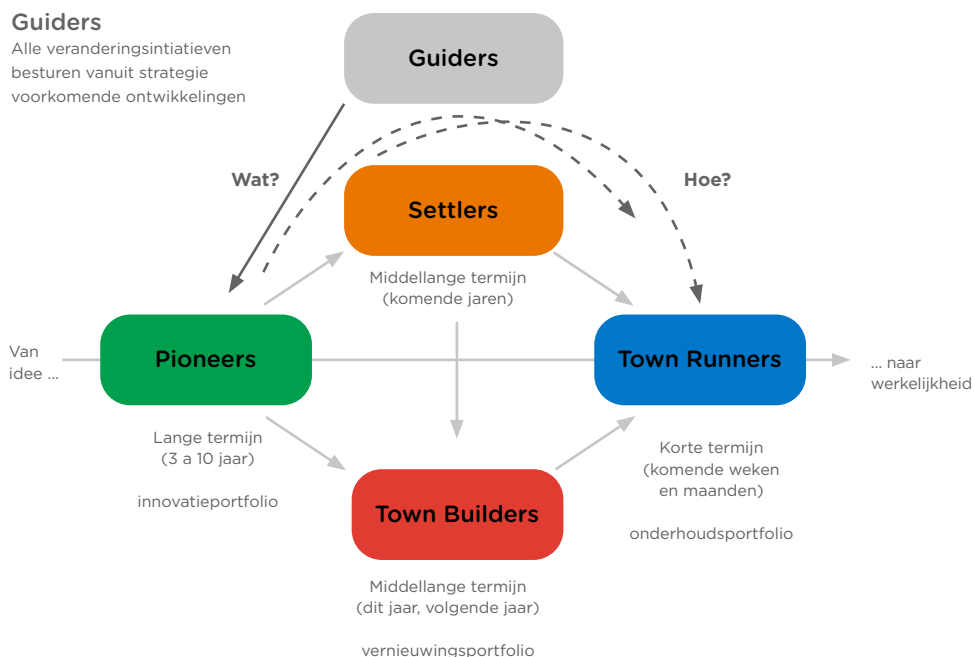 Guiders
Alle veranderingsintiatieven
besturen vanuit strategie
voorkomende ontwikkelingen
Guiders
Wat?
Hoe?
Settlers
Middellange termijn
(komende jaren)
Van
idee ...
Pioneers
Town Runners
... naar
werkelijkheid
Lange termijn
(3 a 10 jaar)
innovatieportfolio
Korte termijn
(komende weken
en maanden)
onderhoudsportfolio
Town Builders
Middellange termijn
(dit jaar, volgende jaar)
vernieuwingsportfolio